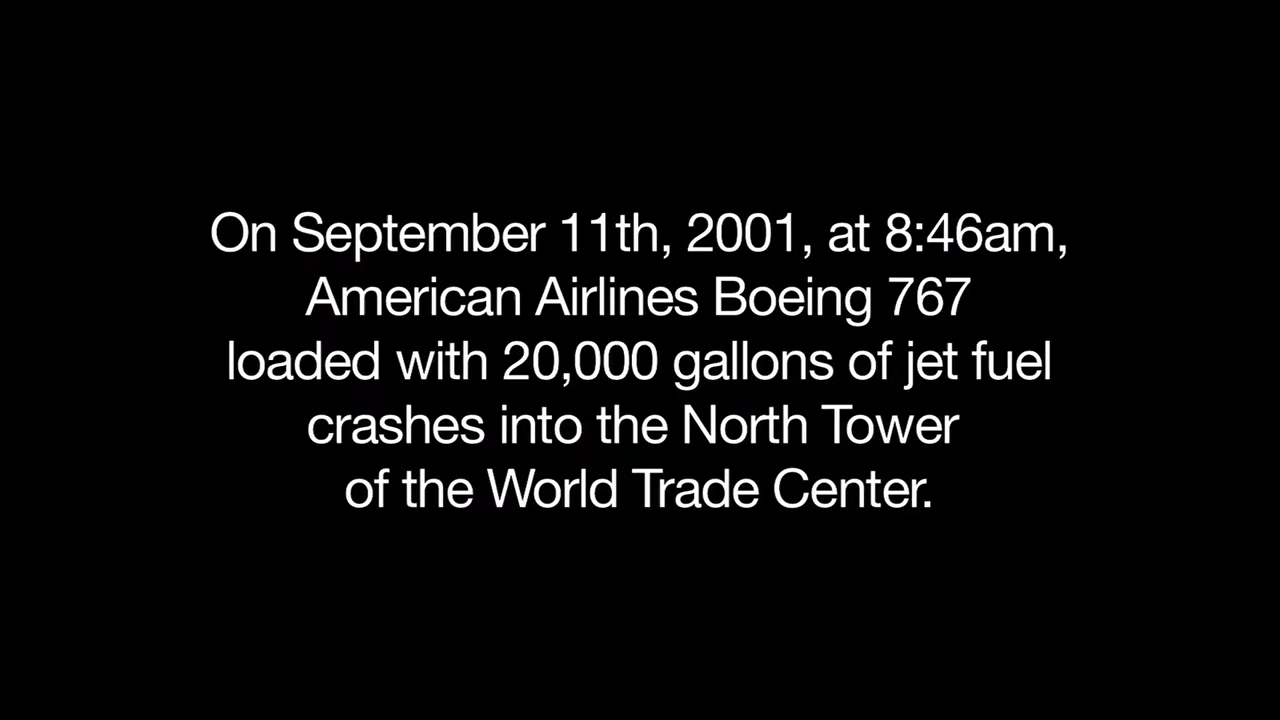 On September 11th, 2001, at 8:46am,
American Airlines Boeing 767
loaded with 20,000 gallons of jet fuel
crashes into the North Tower
of the World Trade Center.